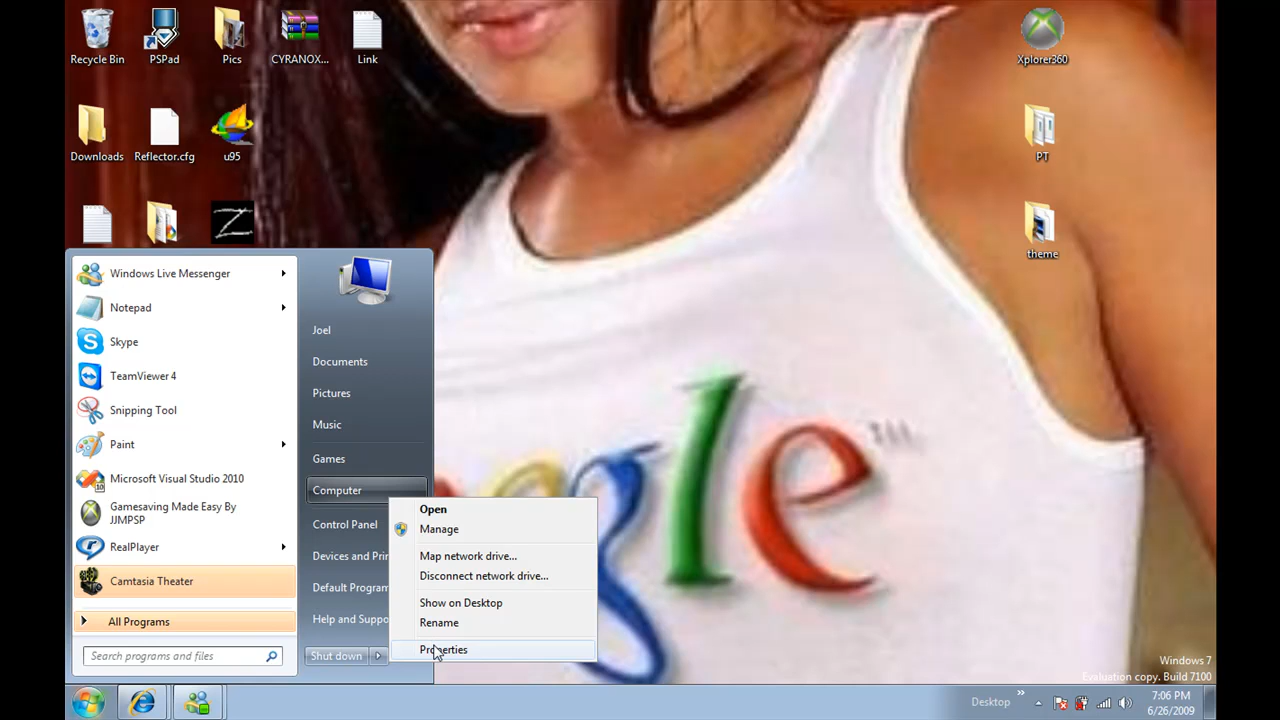 Recycle Bin
PSPad
Pics
CYRANOX...
Link
Xplorer360
Downloads
Reflector.cfg
u95
PT
theme
Windows Live Messenger
Notepad
Skype
TeamViewer 4
Snipping Tool
Paint
Microsoft Visual Studio 2010
Gamesaving Made Easy By
JJMPSP
RealPlayer
Camtasia Theater
All Programs
Search programs and files
Joel
Documents
Pictures
Music
Games
Computer
Control Panel
Devices and Prin
Default Program
Help and Suppo
Shut down
Open
Manage
Map network drive...
Disconnect network drive...
Show on Desktop
Rename
Properties
ogle
Windows 7
Evaluation copy. Build 7100
Desktop
7:06 PM
6/26/2009